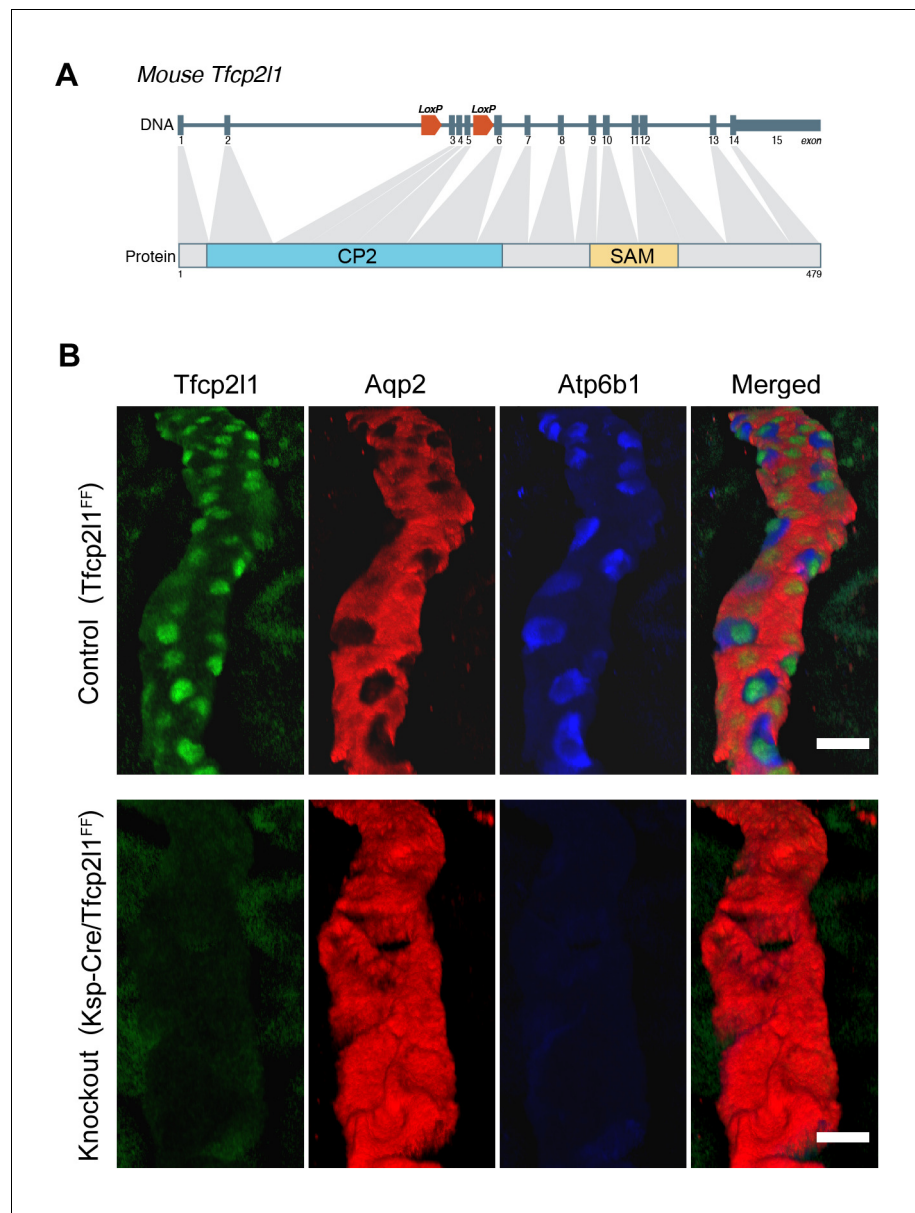 A
Mouse Tfcp2l1
LoxP LoxP
DNA
1 2 3 4 5 6 7 8 9 10 11 12 13 14 15 exon
Protein CP2 SAM
1 479
B
Tfcp2l1 Aqp2 Atp6b1 Merged
Control (Tfcp2l1FF)
Knockout (Ksp-Cre/Tfcp2l1FF)